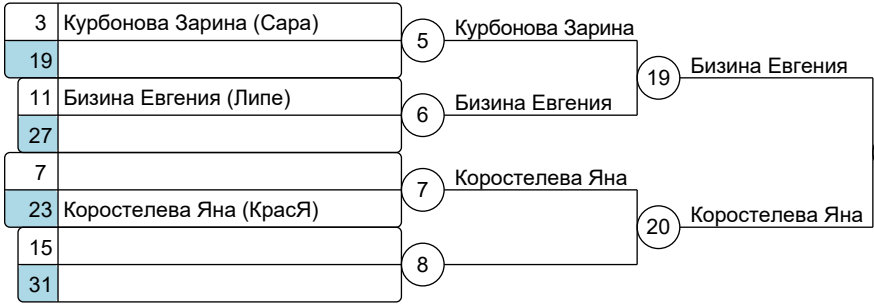 3 Курбонова Зарина (Сара)
19
5 Курбонова Зарина
11 Бизина Евгения (Липе)
27
6 Бизина Евгения
19 Бизина Евгения
7
23 Коростелева Яна (КрасЯ)
7 Коростелева Яна
15
31
8
20 Коростелева Яна